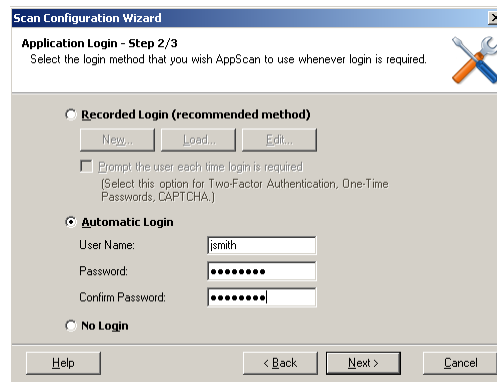 Scan Configuration Wizard
Application Login - Step 2/3
Select the login method that you wish AppScan to use whenever login is required.
Recorded Login (recommended method)
New... Load... Edit...
Prompt the user each time login is required
(Select this option for Two-Factor Authentication, One-Time
Passwords, CAPTCHA.)
Automatic Login
User Name: jsmith
Password: ●●●●●●●●
Confirm Password: ●●●●●●●●
No Login
Help < Back Next > Cancel